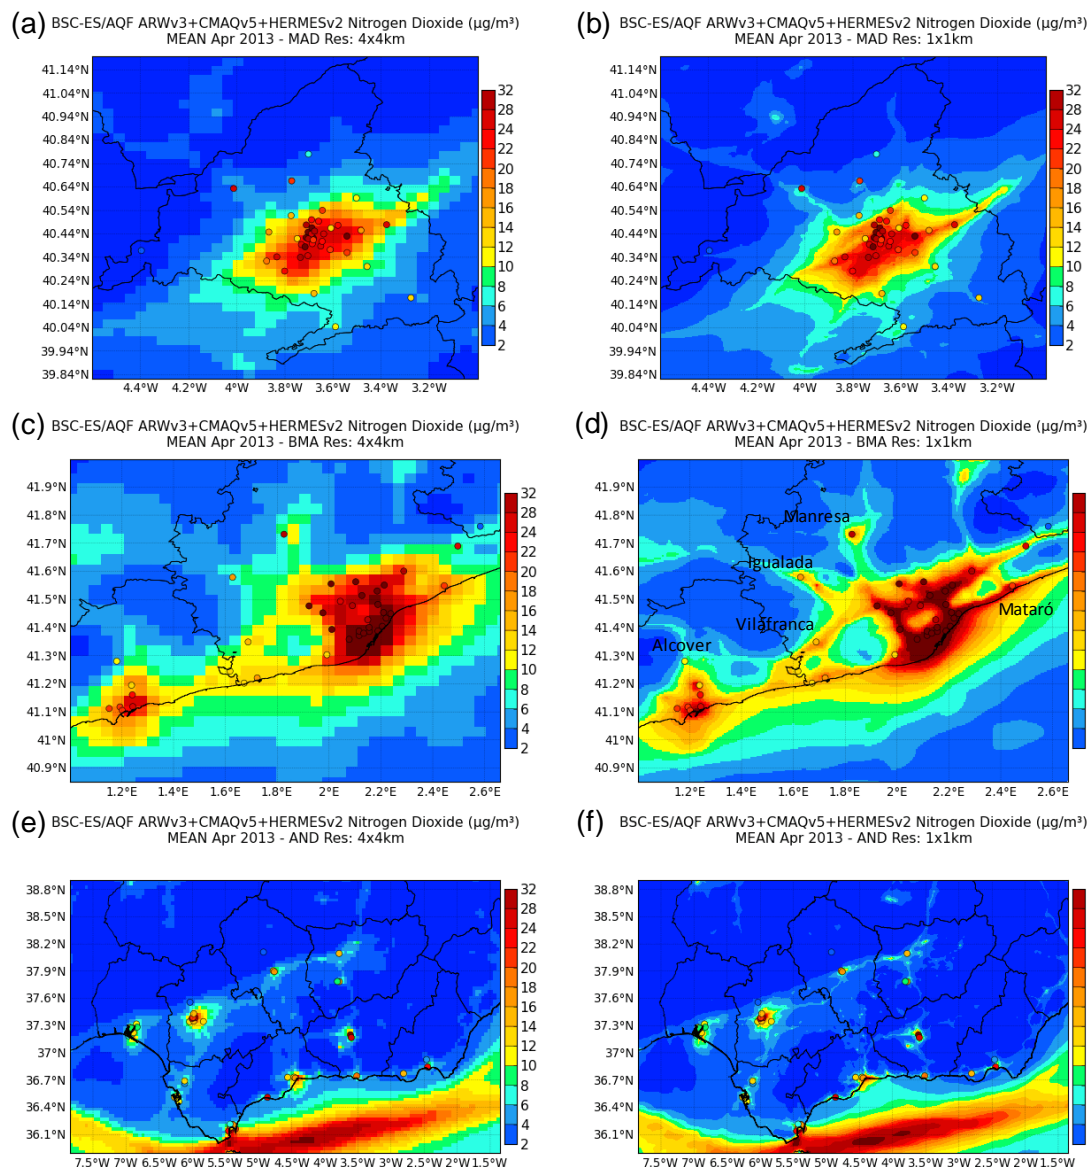 (a) BSC-ES/AQF ARWv3+CMAQv5+HERMESv2 Nitrogen Dioxide (µg/m³)
MEAN Apr 2013 - MAD Res: 4x4km
41.14°N
41.04°N
40.94°N
40.84°N
40.74°N
40.64°N
40.54°N
40.44°N
40.34°N
40.24°N
40.14°N
40.04°N
39.94°N
39.84°N
4.4°W 4°W 3.8°W 3.6°W 3.2°W
32
28
24
22
20
18
16
14
12
10
8
6
4
2
(b) BSC-ES/AQF ARWv3+CMAQv5+HERMESv2 Nitrogen Dioxide (µg/m³)
MEAN Apr 2013 - MAD Res: 1x1km
41.14°N
41.04°N
40.94°N
40.84°N
40.74°N
40.64°N
40.54°N
40.44°N
40.34°N
40.24°N
40.14°N
40.04°N
39.94°N
39.84°N
4.4°W 4°W 3.8°W 3.6°W 3.2°W
32
28
24
22
20
18
16
14
12
10
8
6
4
2
(c) BSC-ES/AQF ARWv3+CMAQv5+HERMESv2 Nitrogen Dioxide (µg/m³)
MEAN Apr 2013 - BMA Res: 4x4km
41.9°N
41.8°N
41.7°N
41.6°N
41.5°N
41.4°N
41.3°N
41.2°N
41.1°N
41°N
40.9°N
1.2°E 1.4°E 1.6°E 1.8°E 2°E 2.2°E 2.4°E 2.6°E
32
28
24
22
20
18
16
14
12
10
8
6
4
2
(d) BSC-ES/AQF ARWv3+CMAQv5+HERMESv2 Nitrogen Dioxide (µg/m³)
MEAN Apr 2013 - BMA Res: 1x1km
41.9°N
41.8°N
41.7°N
41.6°N
41.5°N
41.4°N
41.3°N
41.2°N
41.1°N
41°N
40.9°N
Manresa
Igualada
Mataró
Vilafranca
Alcover
1.2°E 1.4°E 1.6°E 1.8°E 2°E 2.2°E 2.4°E 2.6°E
(e) BSC-ES/AQF ARWv3+CMAQv5+HERMESv2 Nitrogen Dioxide (µg/m³)
MEAN Apr 2013 - AND Res: 4x4km
38.8°N
38.5°N
38.2°N
37.9°N
37.6°N
37.3°N
37°N
36.7°N
36.4°N
36.1°N
7.5°W 7°W 6.5°W 6°W 5.5°W 5°W 4.5°W 4°W 3.5°W 3°W 2.5°W 2°W 1.5°W
32
28
24
22
20
18
16
14
12
10
8
6
4
2
(f) BSC-ES/AQF ARWv3+CMAQv5+HERMESv2 Nitrogen Dioxide (µg/m³)
MEAN Apr 2013 - AND Res: 1x1km
38.8°N
38.5°N
38.2°N
37.9°N
37.6°N
37.3°N
37°N
36.7°N
36.4°N
36.1°N
7.5°W 7°W 6.5°W 6°W 5.5°W 5°W 4.5°W 4°W 3.5°W 3°W 2.5°W 2°W 1.5°W